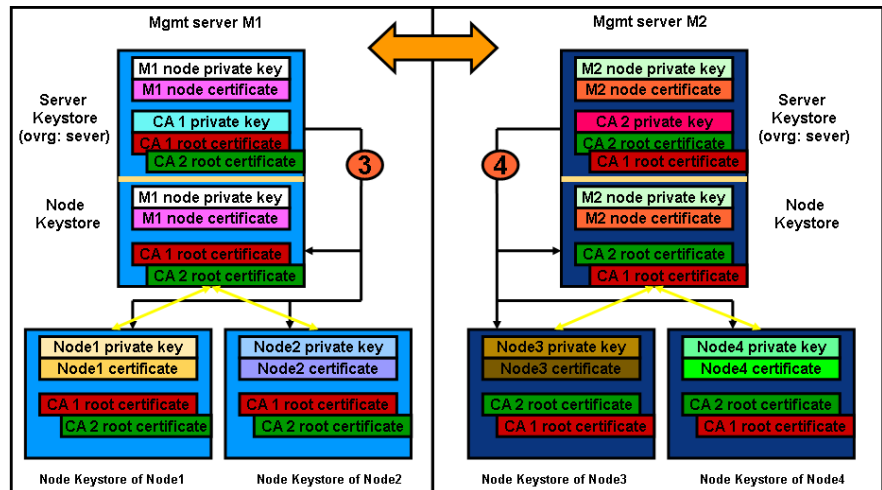 Mgmt server M1
M1 node private key
M1 node certificate
Server
Keystore
(ovrg: sever)
CA 1 private key
CA 1 root certificate
CA 2 root certificate
3
Node
Keystore
M1 node private key
M1 node certificate
CA 1 root certificate
CA 2 root certificate
Node1 private key
Node1 certificate
CA 1 root certificate
CA 2 root certificate
Node Keystore of Node1
Node2 private key
Node2 certificate
CA 1 root certificate
CA 2 root certificate
Node Keystore of Node2
Mgmt server M2
M2 node private key
M2 node certificate
CA 2 private key
CA 2 root certificate
CA 1 root certificate
Server
Keystore
(ovrg: sever)
4
M2 node private key
M2 node certificate
CA 2 root certificate
CA 1 root certificate
Node
Keystore
Node3 private key
Node3 certificate
CA 2 root certificate
CA 1 root certificate
Node Keystore of Node3
Node4 private key
Node4 certificate
CA 2 root certificate
CA 1 root certificate
Node Keystore of Node4